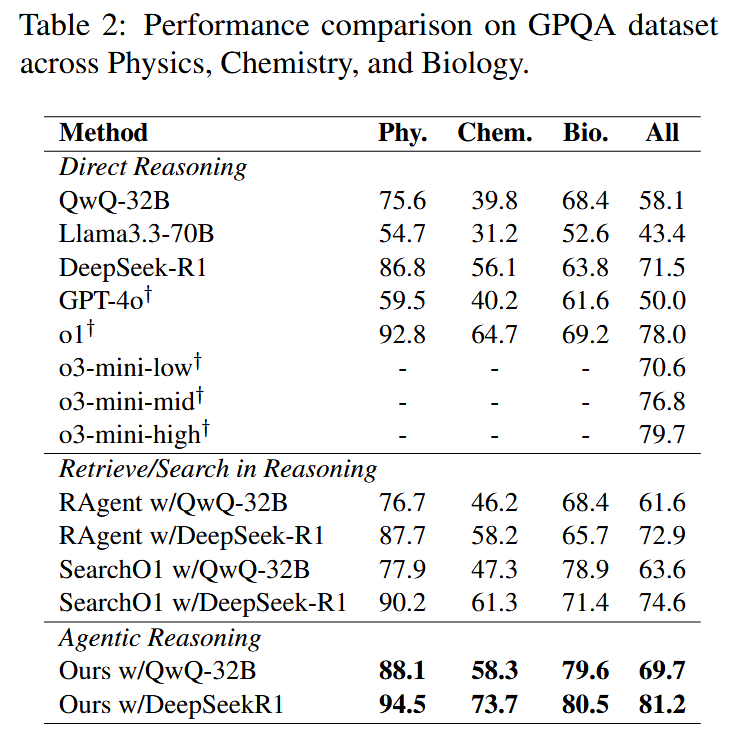 Table 2: Performance comparison on GPQA dataset
across Physics, Chemistry, and Biology.
Method Phy. Chem. Bio. All
Direct Reasoning
QwQ-32B 75.6 39.8 68.4 58.1
Llama3.3-70B 54.7 31.2 52.6 43.4
DeepSeek-R1 86.8 56.1 63.8 71.5
GPT-4o† 59.5 40.2 61.6 50.0
o1† 92.8 64.7 69.2 78.0
o3-mini-low† - - - 70.6
o3-mini-mid† - - - 76.8
o3-mini-high† - - - 79.7
Retrieve/Search in Reasoning
RAgent w/QwQ-32B 76.7 46.2 68.4 61.6
RAgent w/DeepSeek-R1 87.7 58.2 65.7 72.9
SearchO1 w/QwQ-32B 77.9 47.3 78.9 63.6
SearchO1 w/DeepSeek-R1 90.2 61.3 71.4 74.6
Agentic Reasoning
Ours w/QwQ-32B 88.1 58.3 79.6 69.7
Ours w/DeepSeekR1 94.5 73.7 80.5 81.2